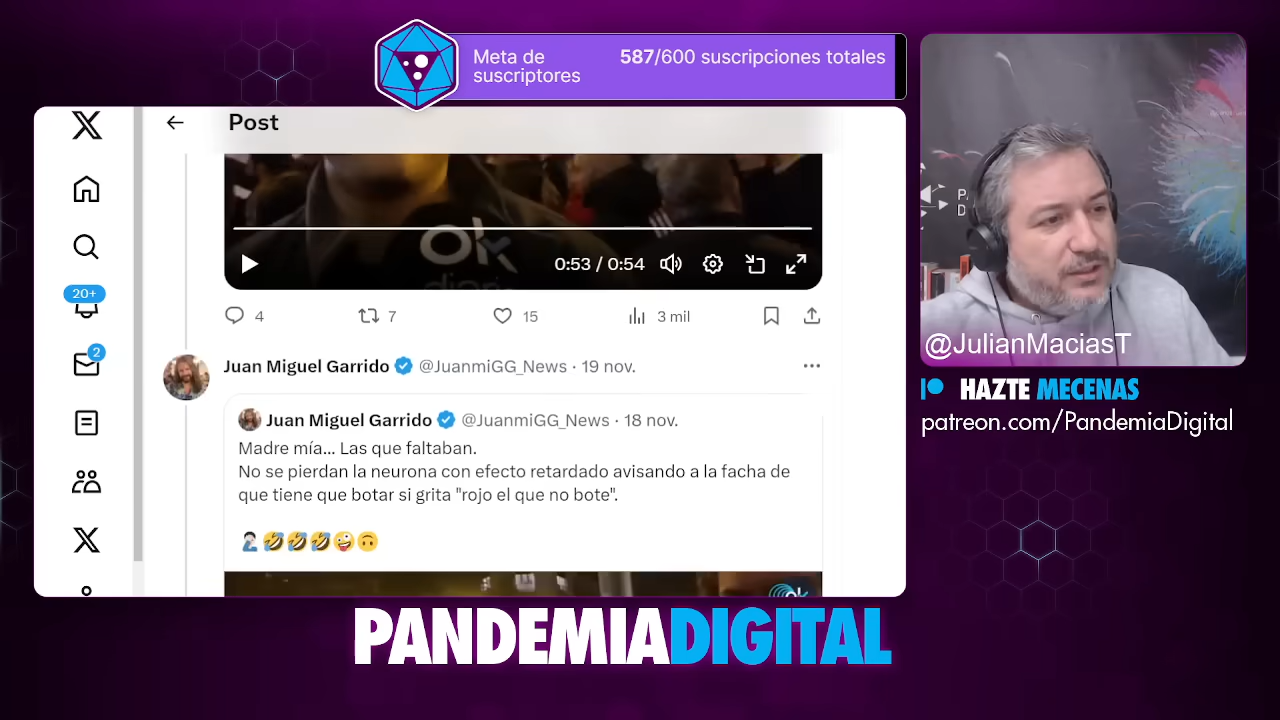 Meta de
suscriptores
587/600 suscripciones totales
Post
Ok
diario
0:53 / 0:54
4
7
15
3 mil
20+
2
Juan Miguel Garrido @JuanmiGG_News · 19 nov.
Juan Miguel Garrido @JuanmiGG_News · 18 nov.
Madre mía... Las que faltaban.
No se pierdan la neurona con efecto retardado avisando a la facha de
que tiene que botar si grita "rojo el que no bote".
ok
@JulianMaciasT
HAZTE MECENAS
patreon.com/PandemiaDigital
PANDEMIADIGITAL